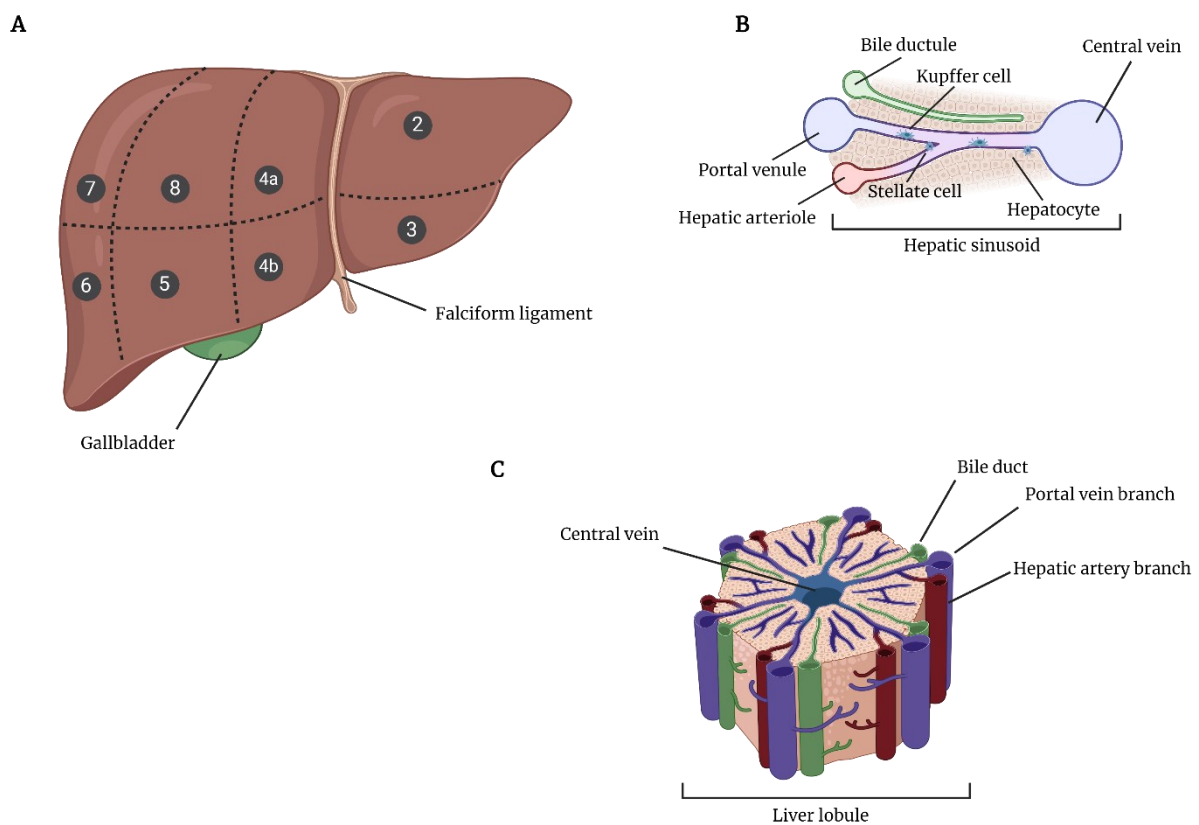 A
2
7
8
4a
3
6
5
4b
Falciform ligament
Gallbladder
B
Bile ductule
Central vein
Kupffer cell
Portal venule
Stellate cell
Hepatic arteriole
Hepatocyte
Hepatic sinusoid
C
Bile duct
Portal vein branch
Central vein
Hepatic artery branch
Liver lobule